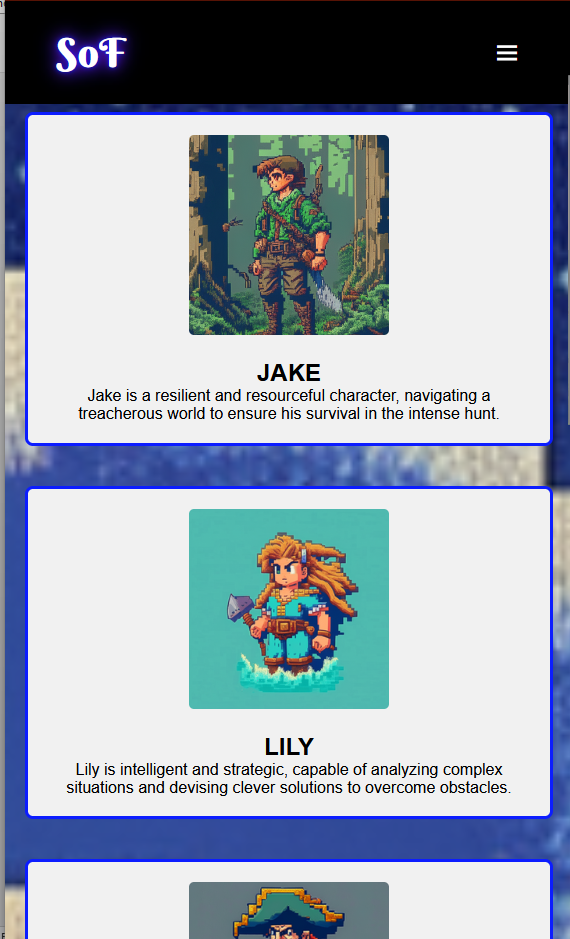 SoF
JAKE
Jake is a resilient and resourceful character, navigating a
treacherous world to ensure his survival in the intense hunt.
LILY
Lily is intelligent and strategic, capable of analyzing complex
situations and devising clever solutions to overcome obstacles.